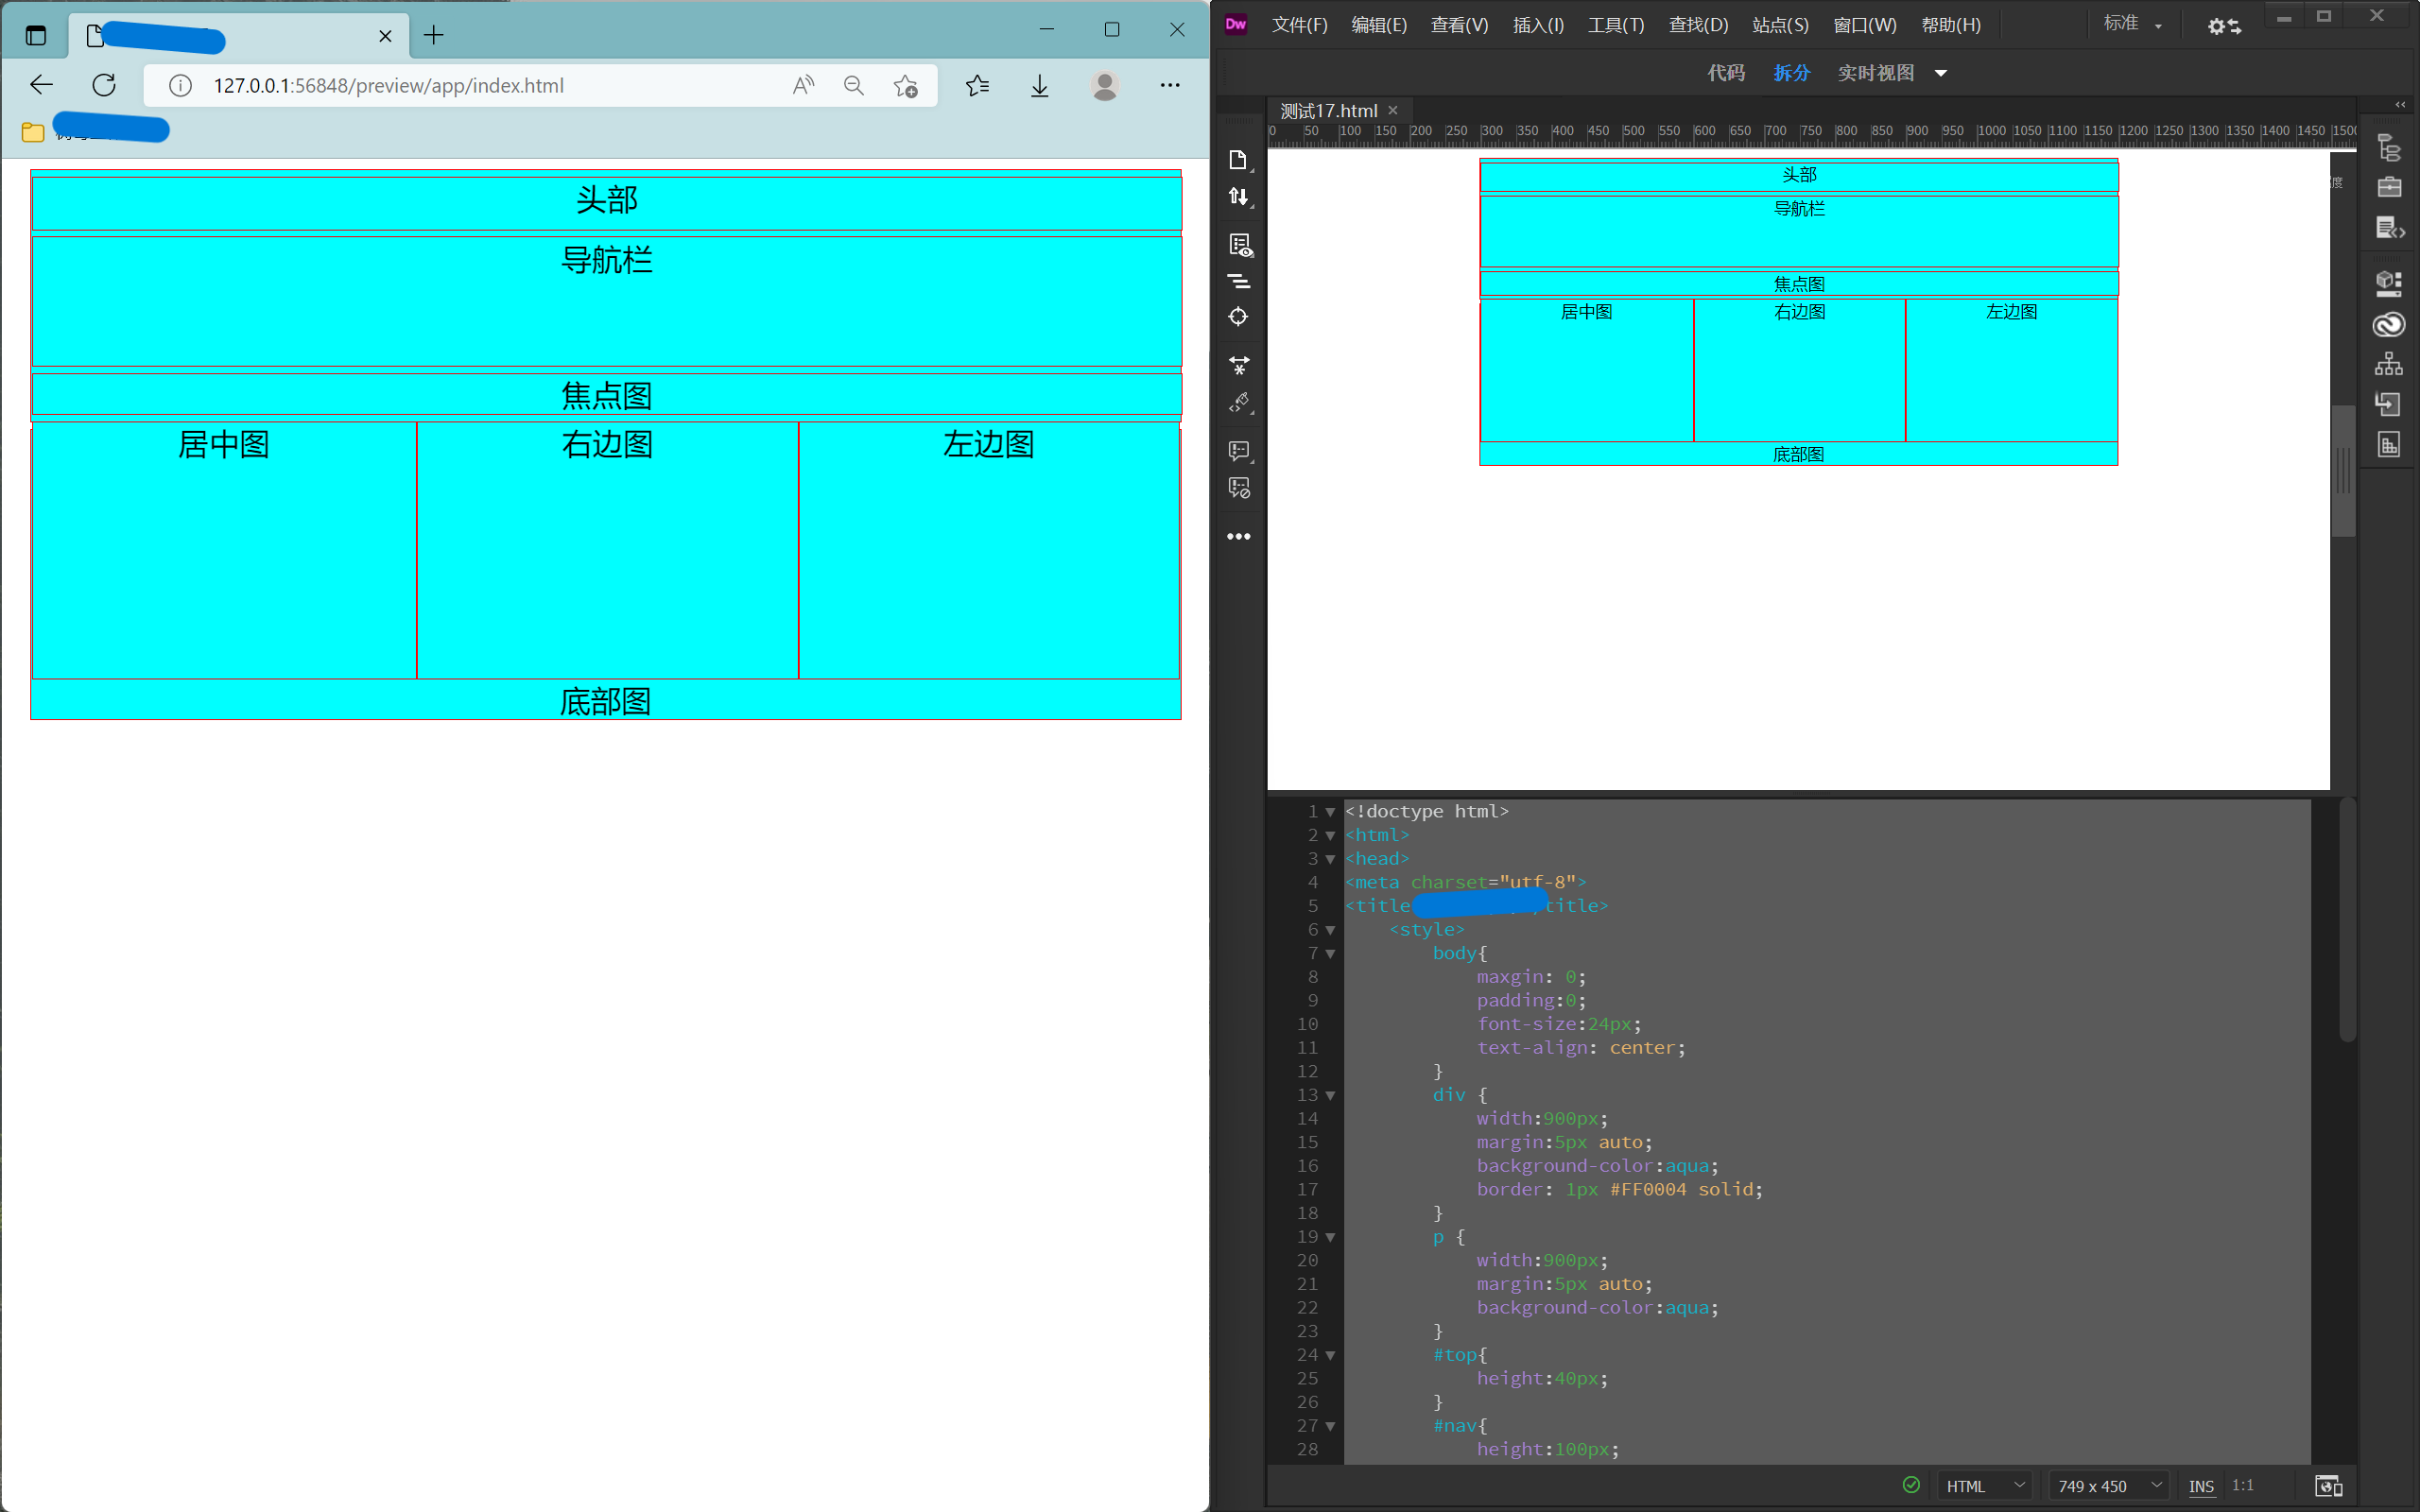 127.0.0.1:56848/preview/app/index.html
头部
导航栏
焦点图
居中图 右边图 左边图
底部图
Dw 文件(F) 编辑(E) 查看(V) 插入(I) 工具(T) 查找(D) 站点(S) 窗口(W) 帮助(H) 标准
代码 拆分 实时视图
测试17.html
0 50 100 150 200 250 300 350 400 450 500 550 600 650 700 750 800 850 900 950 1000 1050 1100 1150 1200 1250 1300 1350 1400 1450 1500
头部
度
导航栏
焦点图
居中图 右边图 左边图
底部图
1 <!doctype html>
2 <html>
3 <head>
4 <meta charset="utf-8">
5 <title title>
6 <style>
7 body{
8 maxgin: 0;
9 padding:0;
10 font-size:24px;
11 text-align: center;
12 }
13 div {
14 width:900px;
15 margin:5px auto;
16 background-color:aqua;
17 border: 1px #FF0004 solid;
18 }
19 p {
20 width:900px;
21 margin:5px auto;
22 background-color:aqua;
23 }
24 #top{
25 height:40px;
26 }
27 #nav{
28 height:100px;
HTML 749 x 450 INS 1:1